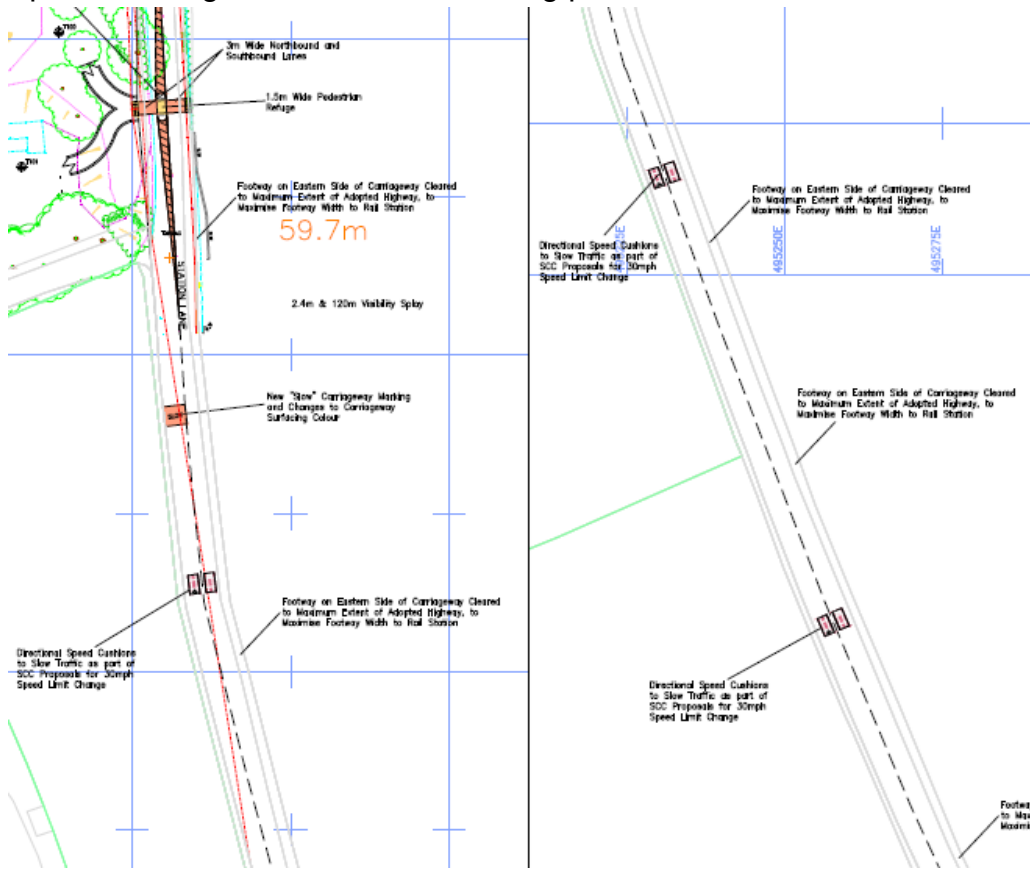 3m Wide Northbound and
Southbound Lanes
1.5m Wide Pedestrian
Refuge
Footway on Eastern Side of Carriageway Cleared
to Maximum Extent of Adopted Highway, to
Maximise Footway Width to Rail Station
59.7m
STATION LANE
2.4m & 120m Visibility Splay
New "Slow" Carriageway Marking
and Changes to Carriageway
Surfacing Colour
SLOW
Footway on Eastern Side of Carriageway Cleared
to Maximum Extent of Adopted Highway, to
Maximise Footway Width to Rail Station
Directional Speed Cushions
to Slow Traffic as part of
SCC Proposals for 30mph
Speed Limit Change
Footway on Eastern Side of Carriageway Cleared
to Maximum Extent of Adopted Highway, to
Maximise Footway Width to Rail Station
Directional Speed Cushions
to Slow Traffic as part of
SCC Proposals for 30mph
Speed Limit Change
495250E
495275E
Footway on Eastern Side of Carriageway Cleared
to Maximum Extent of Adopted Highway, to
Maximise Footway Width to Rail Station
Directional Speed Cushions
to Slow Traffic as part of
SCC Proposals for 30mph
Speed Limit Change